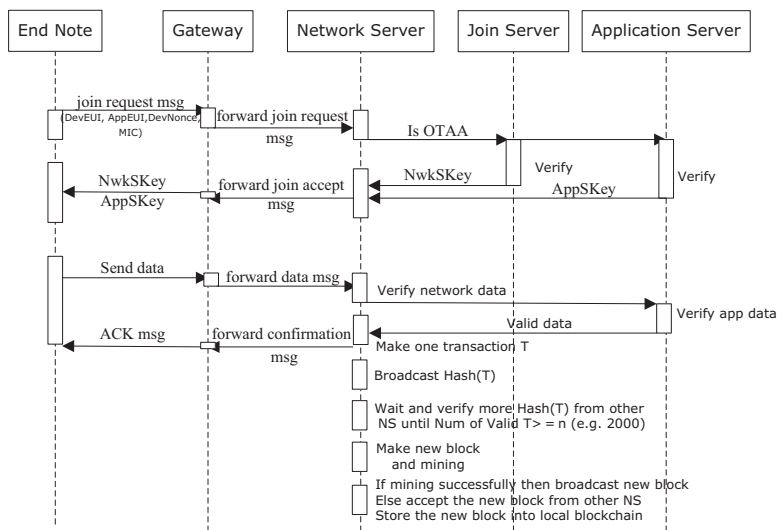 End Note
Gateway
Network Server
Join Server
Application Server
join request msg
(DevEUI, AppEUI,DevNonce,
MIC)
forward join request
msg
Is OTAA
Verify
Verify
NwkSKey
AppSKey
forward join accept
msg
NwkSKey
AppSKey
Send data
forward data msg
Verify network data
Verify app data
Valid data
ACK msg
forward confirmation
msg
Make one transaction T
Broadcast Hash(T)
Wait and verify more Hash(T) from other
NS until Num of Valid T> = n (e.g. 2000)
Make new block
and mining
If mining successfully then broadcast new block
Else accept the new block from other NS
Store the new block into local blockchain